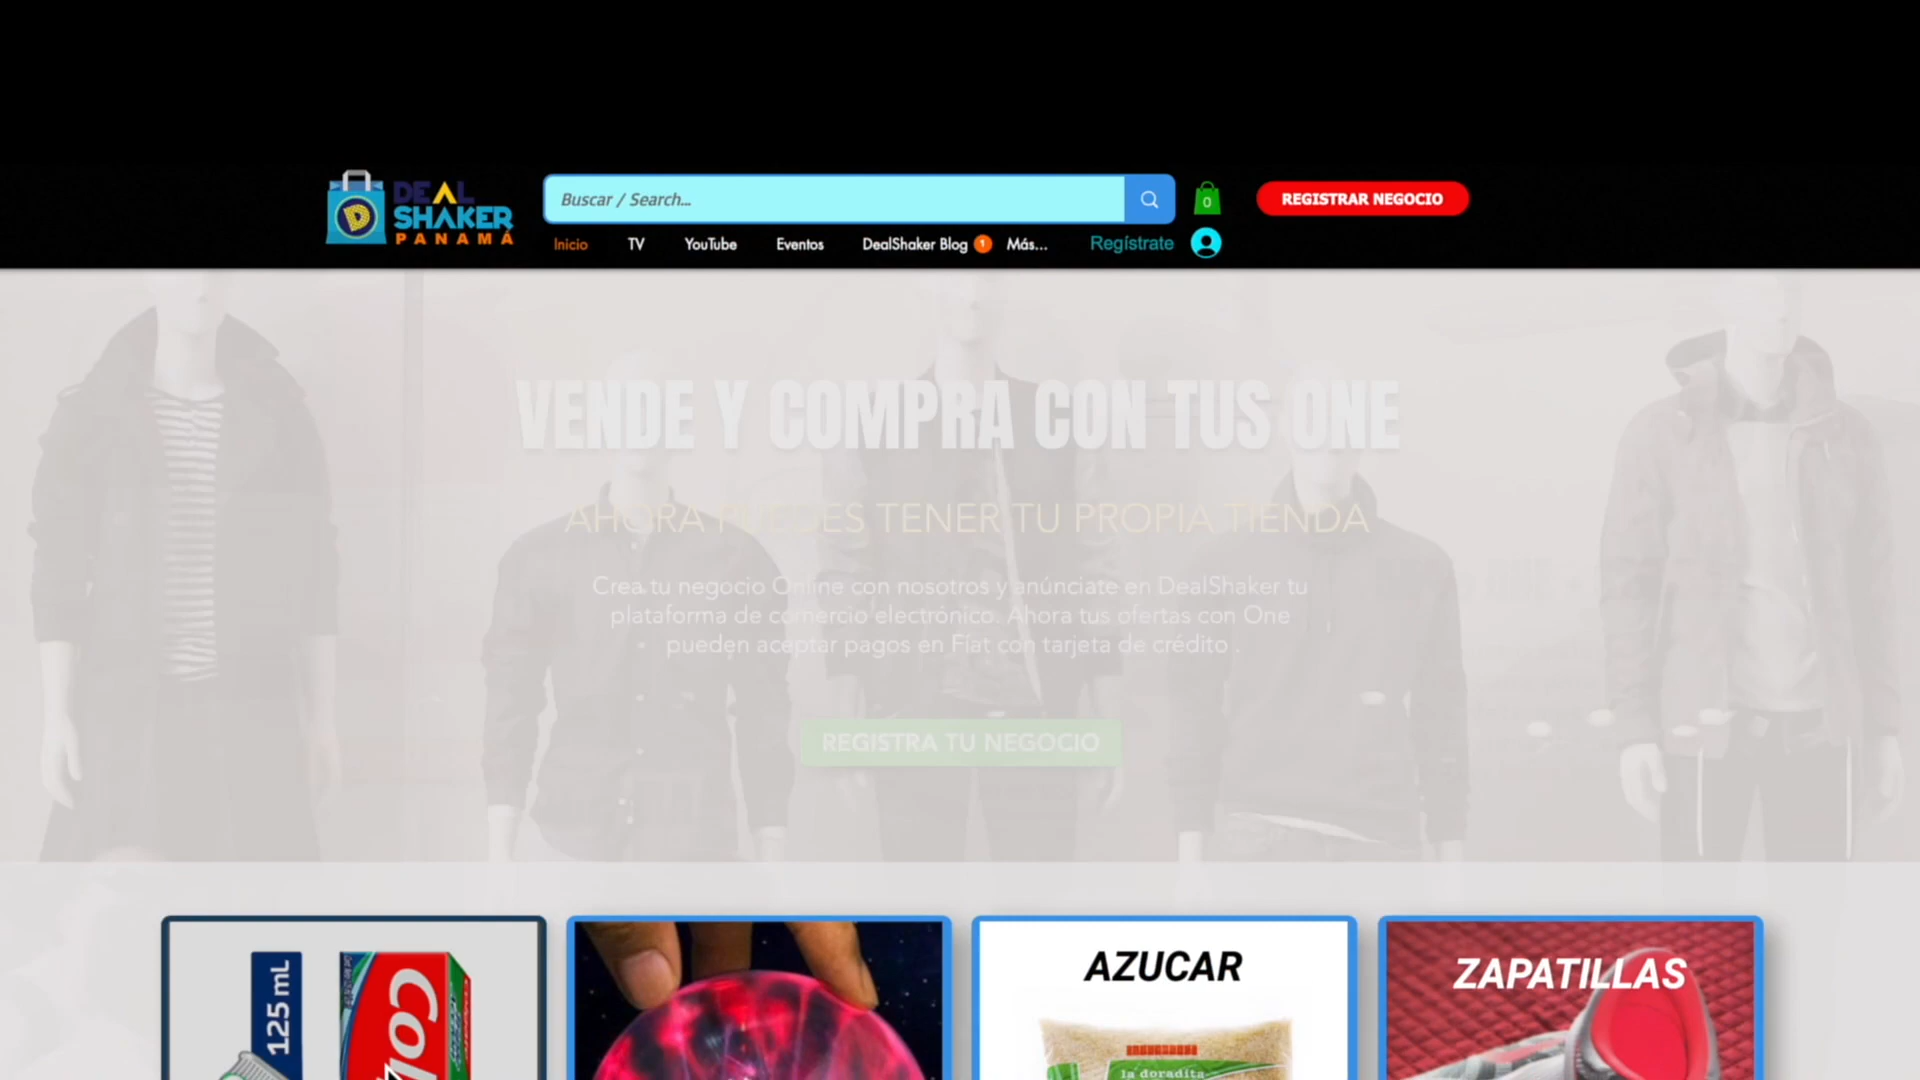 DEAL
SHAKER
PANAMÁ
Buscar / Search...
0
REGISTRAR NEGOCIO
Inicio
TV
YouTube
Eventos
DealShaker Blog
1
Más...
Regístrate
VENDE Y COMPRA CON TUS ONE
AHORA PUEDES TENER TU PROPIA TIENDA
Crea tu negocio Online con nosotros y anúnciate en DealShaker tu
plataforma de comercio electrónico. Ahora tus ofertas con One
pueden aceptar pagos en Fíat con tarjeta de crédito .
REGISTRA TU NEGOCIO
125 mL
Col
AZUCAR
la doradita
ZAPATILLAS